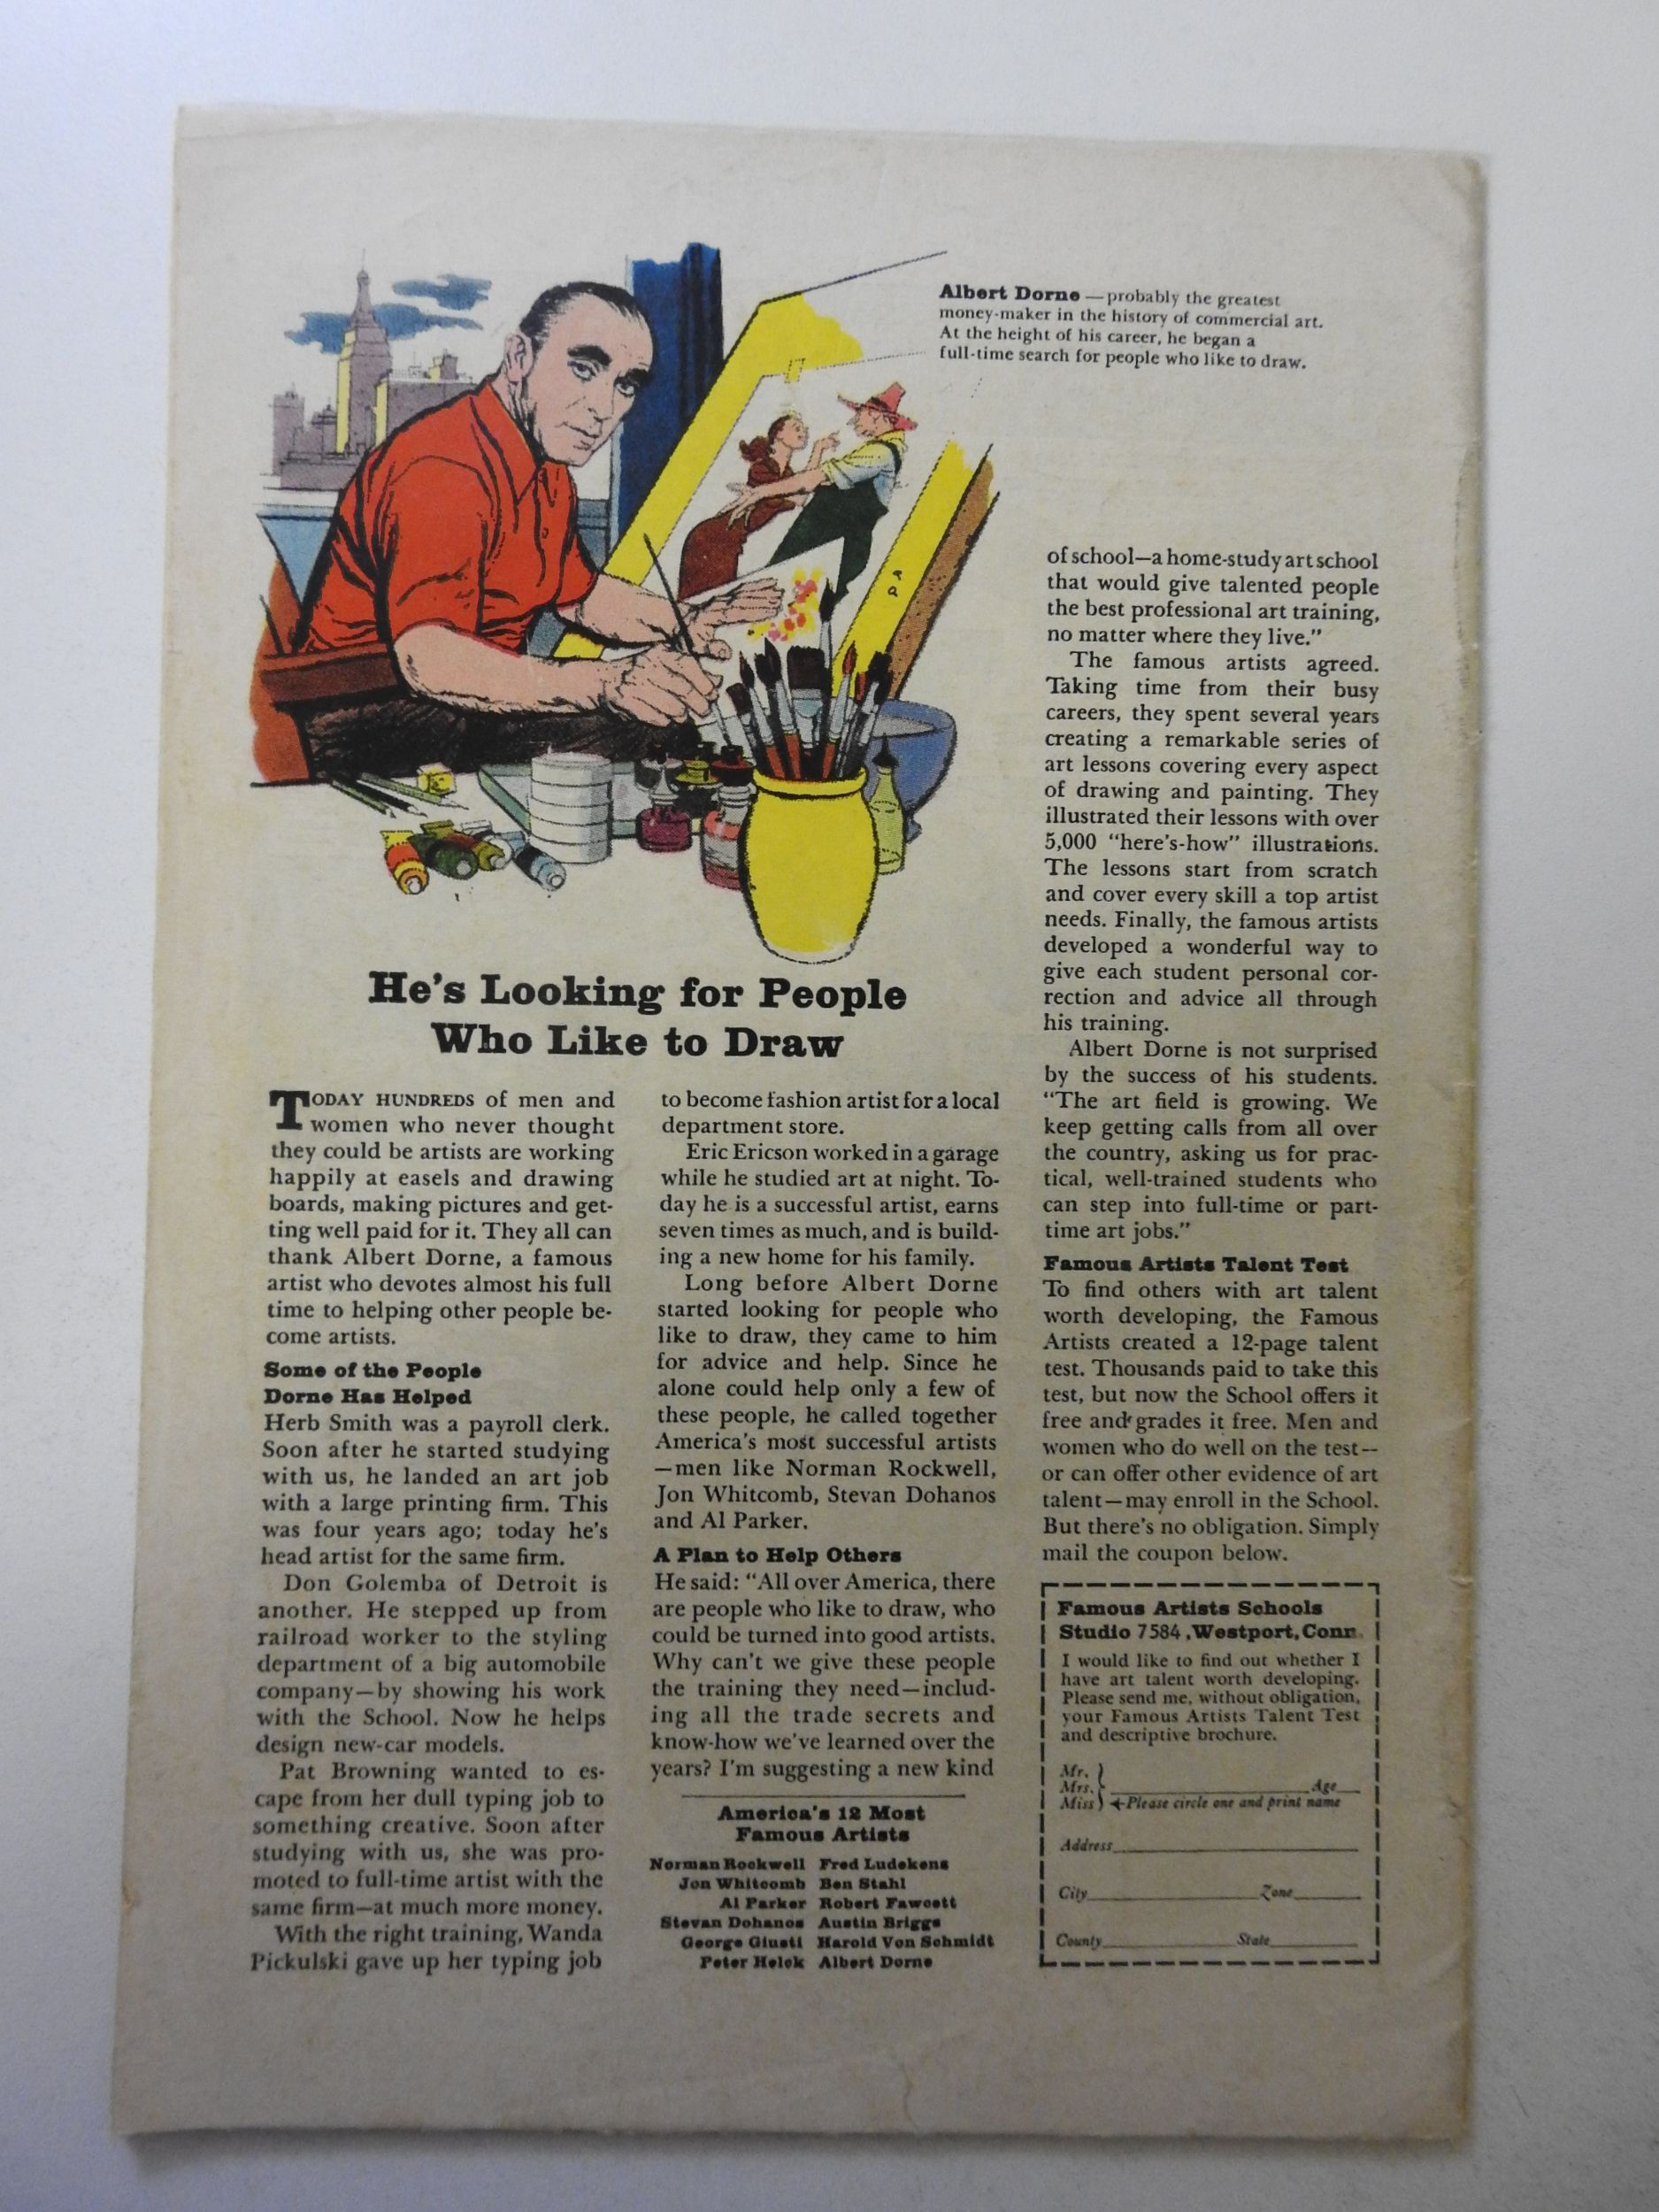 Albert Dorne — probably the greatest
money-maker in the history of commercial art.
At the height of his career, he began a
full-time search for people who like to draw.
He's Looking for People
Who Like to Draw
TODAY HUNDREDS of men and
women who never thought
they could be artists are working
happily at easels and drawing
boards, making pictures and get-
ting well paid for it. They all can
thank Albert Dorne, a famous
artist who devotes almost his full
time to helping other people be-
come artists.
Some of the People
Dorne Has Helped
Herb Smith was a payroll clerk.
Soon after he started studying
with us, he landed an art job
with a large printing firm. This
was four years ago; today he's
head artist for the same firm.
Don Golemba of Detroit is
another. He stepped up from
railroad worker to the styling
department of a big automobile
company—by showing his work
with the School. Now he helps
design new-car models.
Pat Browning wanted to es-
cape from her dull typing job to
something creative. Soon after
studying with us, she was pro-
moted to full-time artist with the
same firm—at much more money.
With the right training, Wanda
Pickulski gave up her typing job
to become fashion artist for a local
department store.
Eric Ericson worked in a garage
while he studied art at night. To-
day he is a successful artist, earns
seven times as much, and is build-
ing a new home for his family.
Long before Albert Dorne
started looking for people who
like to draw, they came to him
for advice and help. Since he
alone could help only a few of
these people, he called together
America's most successful artists
—men like Norman Rockwell,
Jon Whitcomb, Stevan Dohanos
and Al Parker.
A Plan to Help Others
He said: "All over America, there
are people who like to draw, who
could be turned into good artists.
Why can't we give these people
the training they need—includ-
ing all the trade secrets and
know-how we've learned over the
years? I'm suggesting a new kind
America's 12 Most
Famous Artists
Norman Rockwell Fred Ludekens
Jon Whitcomb Ben Stahl
Al Parker Robert Fawcett
Stevan Dohanos Austin Briggs
George Giusti Harold Von Schmidt
Peter Helck Albert Dorne
of school—a home-study art school
that would give talented people
the best professional art training,
no matter where they live."
The famous artists agreed.
Taking time from their busy
careers, they spent several years
creating a remarkable series of
art lessons covering every aspect
of drawing and painting. They
illustrated their lessons with over
5,000 "here's-how" illustrations.
The lessons start from scratch
and cover every skill a top artist
needs. Finally, the famous artists
developed a wonderful way to
give each student personal cor-
rection and advice all through
his training.
Albert Dorne is not surprised
by the success of his students.
"The art field is growing. We
keep getting calls from all over
the country, asking us for prac-
tical, well-trained students who
can step into full-time or part-
time art jobs."
Famous Artists Talent Test
To find others with art talent
worth developing, the Famous
Artists created a 12-page talent
test. Thousands paid to take this
test, but now the School offers it
free and grades it free. Men and
women who do well on the test—
or can offer other evidence of art
talent—may enroll in the School.
But there's no obligation. Simply
mail the coupon below.
Famous Artists Schools
Studio 7584, Westport, Conn.
I would like to find out whether I
have art talent worth developing.
Please send me, without obligation,
your Famous Artists Talent Test
and descriptive brochure.
Mr.
Mrs. Age
Miss ←Please circle one and print name
Address
City Zone
County State